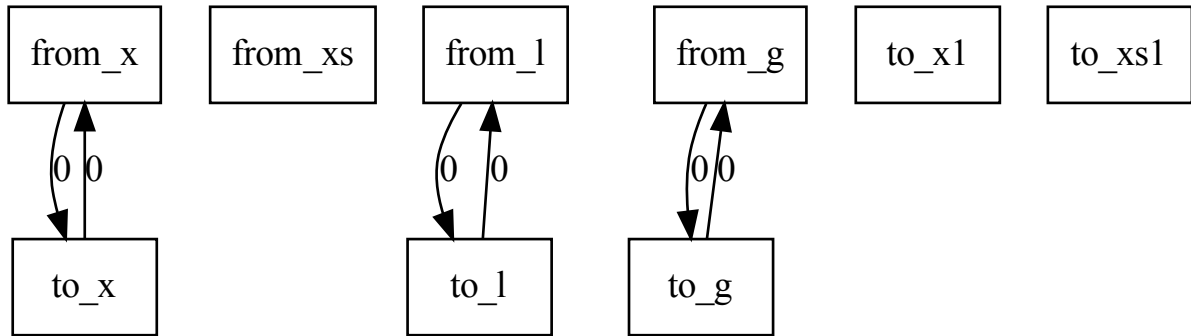 from_x from_xs from_l from_g to_x1 to_xs1
0 0 0 0 0 0
to_x to_l to_g